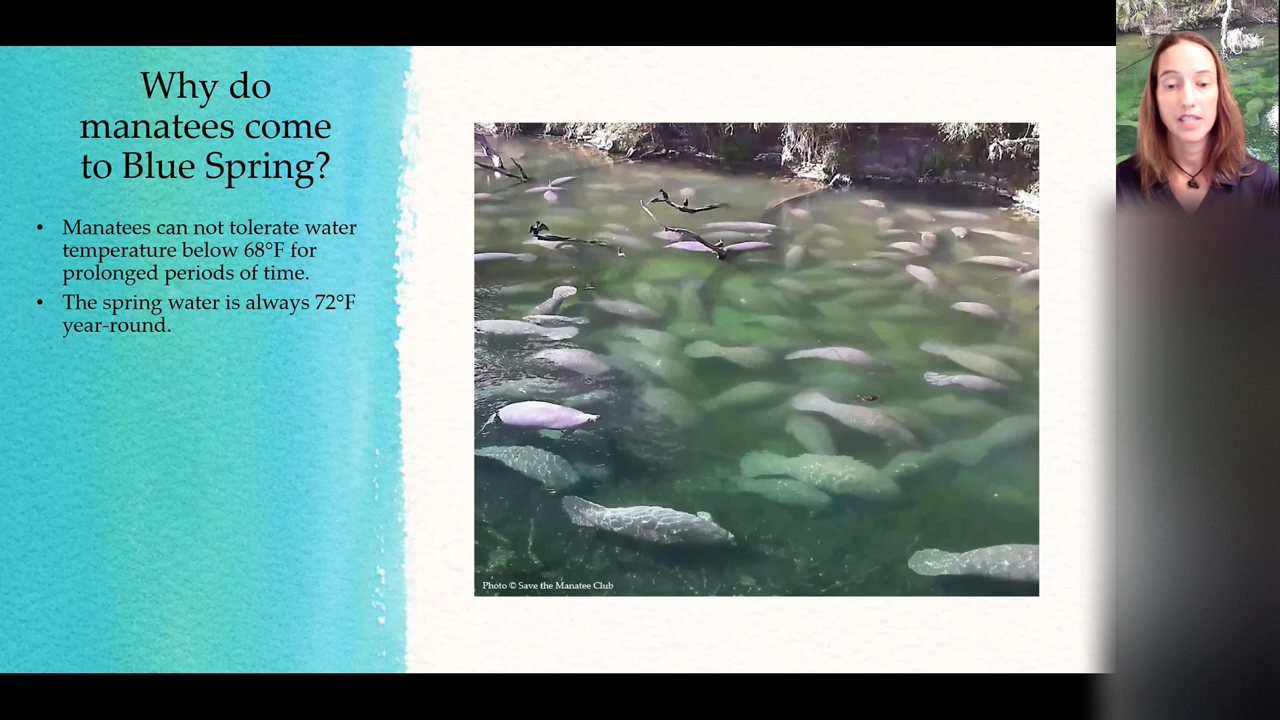 Why do
manatees come
to Blue Spring?
• Manatees can not tolerate water
temperature below 68°F for
prolonged periods of time.
• The spring water is always 72°F
year-round.
Photo © Save the Manatee Club